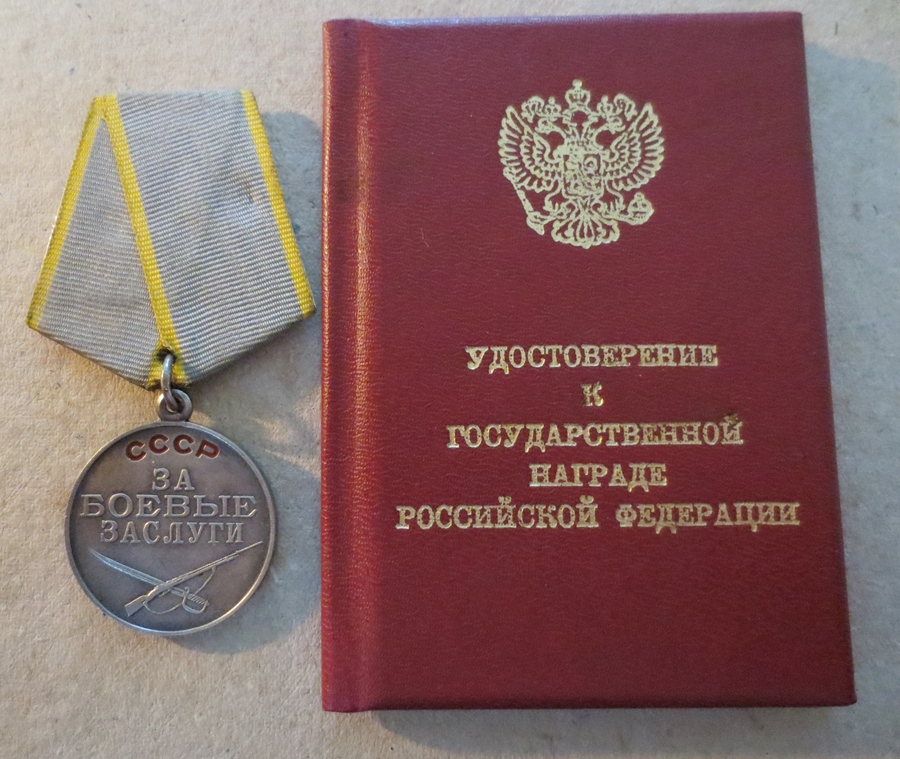 СССР
ЗА
БОЕВЫЕ
ЗАСЛУГИ
УДОСТОВЕРЕНИЕ
К
ГОСУДАРСТВЕННОЙ
НАГРАДЕ
РОССИЙСКОЙ ФЕДЕРАЦИИ